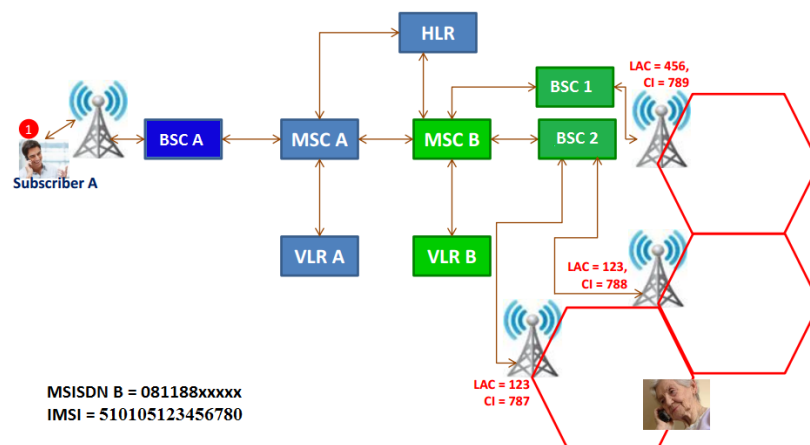 HLR
LAC = 456,
CI = 789
BSC 1
1
BSC A
MSC A
MSC B
BSC 2
Subscriber A
VLR A
VLR B
LAC = 123,
CI = 788
LAC = 123
CI = 787
MSISDN B = 081188xxxxx
IMSI = 510105123456780